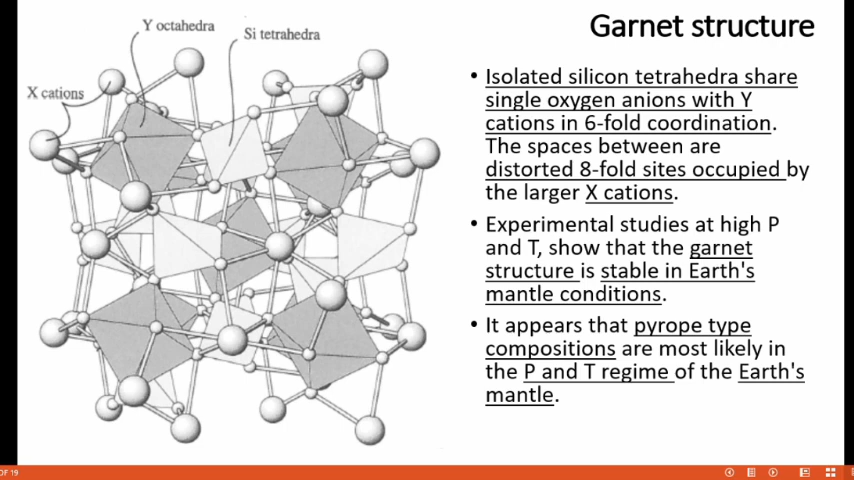 Garnet structure
Y octahedra
Si tetrahedra
X cations
• Isolated silicon tetrahedra share
single oxygen anions with Y
cations in 6-fold coordination.
The spaces between are
distorted 8-fold sites occupied by
the larger X cations.
• Experimental studies at high P
and T, show that the garnet
structure is stable in Earth's
mantle conditions.
• It appears that pyrope type
compositions are most likely in
the P and T regime of the Earth's
mantle.
OF 19